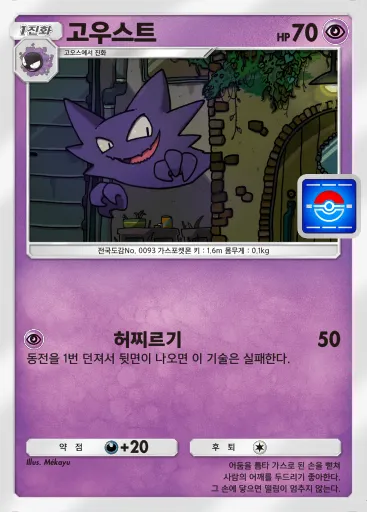 1진화
고우스트
HP 70
고오스에서 진화
전국도감No. 0093 가스포켓몬 키 : 1.6m 몸무게 : 0.1kg
허찌르기 50
동전을 1번 던져서 뒷면이 나오면 이 기술은 실패한다.
약점 +20 후퇴
Illus. Mékayu
어둠을 틈타 가스로 된 손을 뻗쳐
사람의 어깨를 두드리기 좋아한다.
그 손에 닿으면 떨림이 멈추지 않는다.